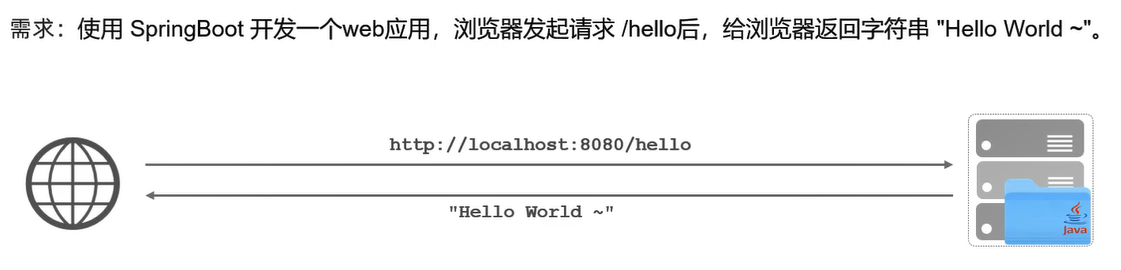 需求：使用 SpringBoot 开发一个web应用，浏览器发起请求 /hello后，给浏览器返回字符串 "Hello World ~"。
http://localhost:8080/hello
"Hello World ~"
Java